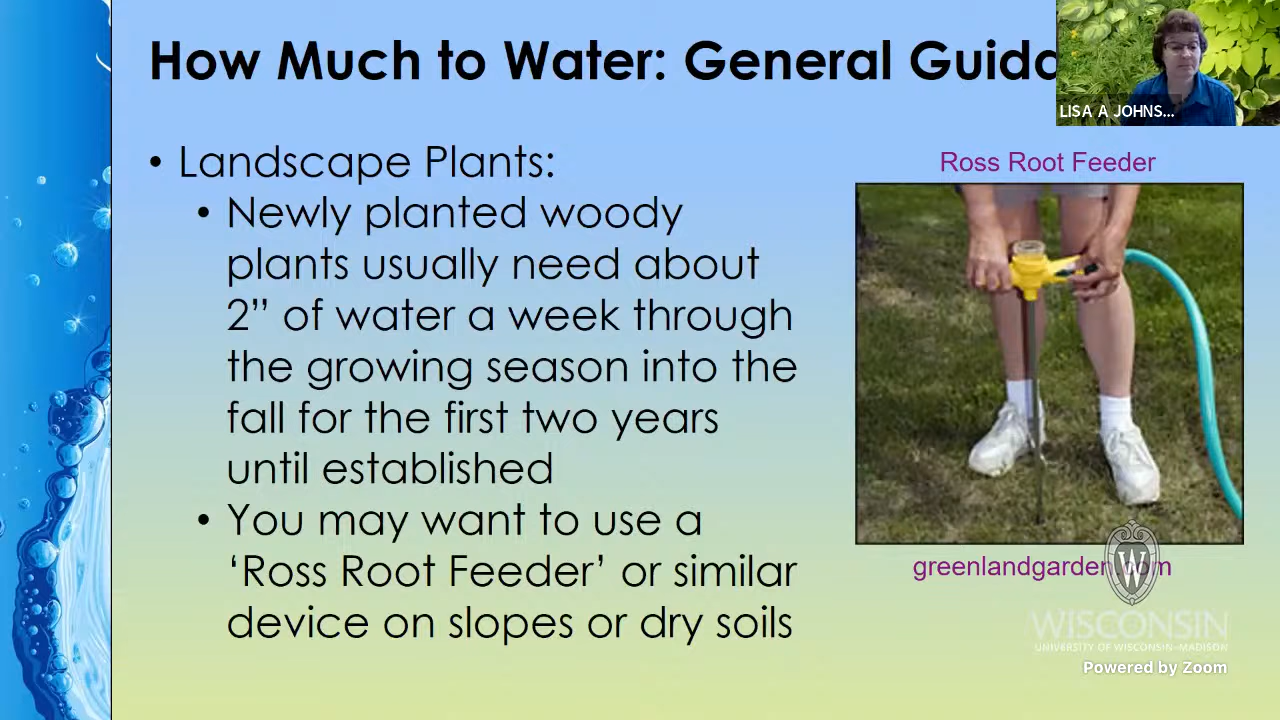 How Much to Water: General Guida
LISA A JOHNS...
• Landscape Plants:
• Newly planted woody
plants usually need about
2” of water a week through
the growing season into the
fall for the first two years
until established
• You may want to use a
‘Ross Root Feeder’ or similar
device on slopes or dry soils
Ross Root Feeder
greenlandgarden.com
W
WISCONSIN
UNIVERSITY OF WISCONSIN–MADISON
Powered by Zoom